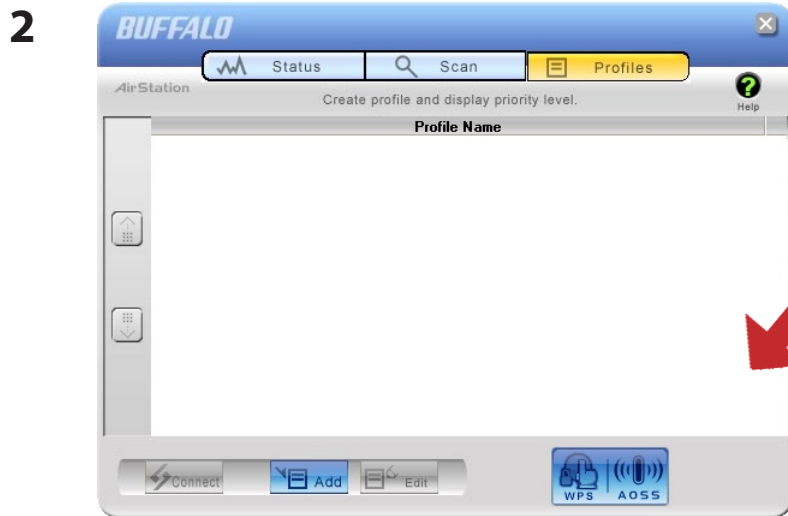 2
BUFFALO
Status
Scan
Profiles
AirStation
Create profile and display priority level.
Help
Profile Name
Connect
Add
Edit
WPS
AOSS